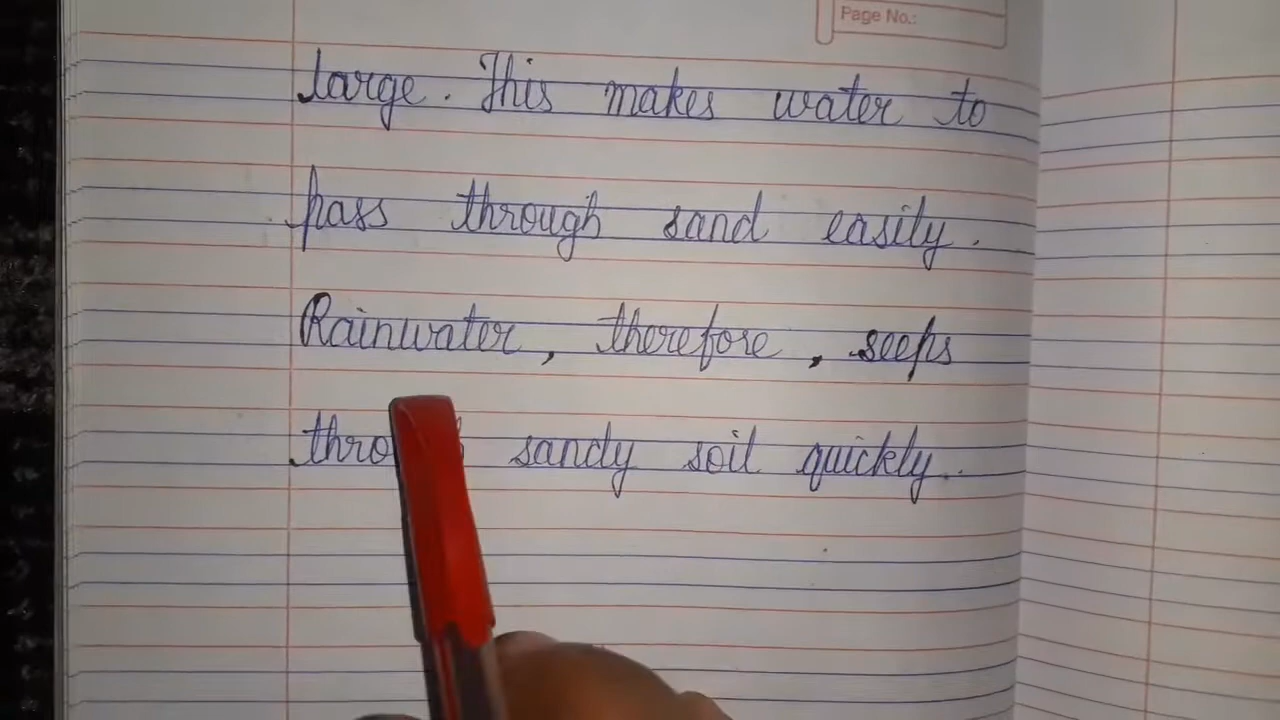 Page No.:
large. This makes water to
pass through sand easily.
Rainwater, therefore, seeps
sandy soil quickly.